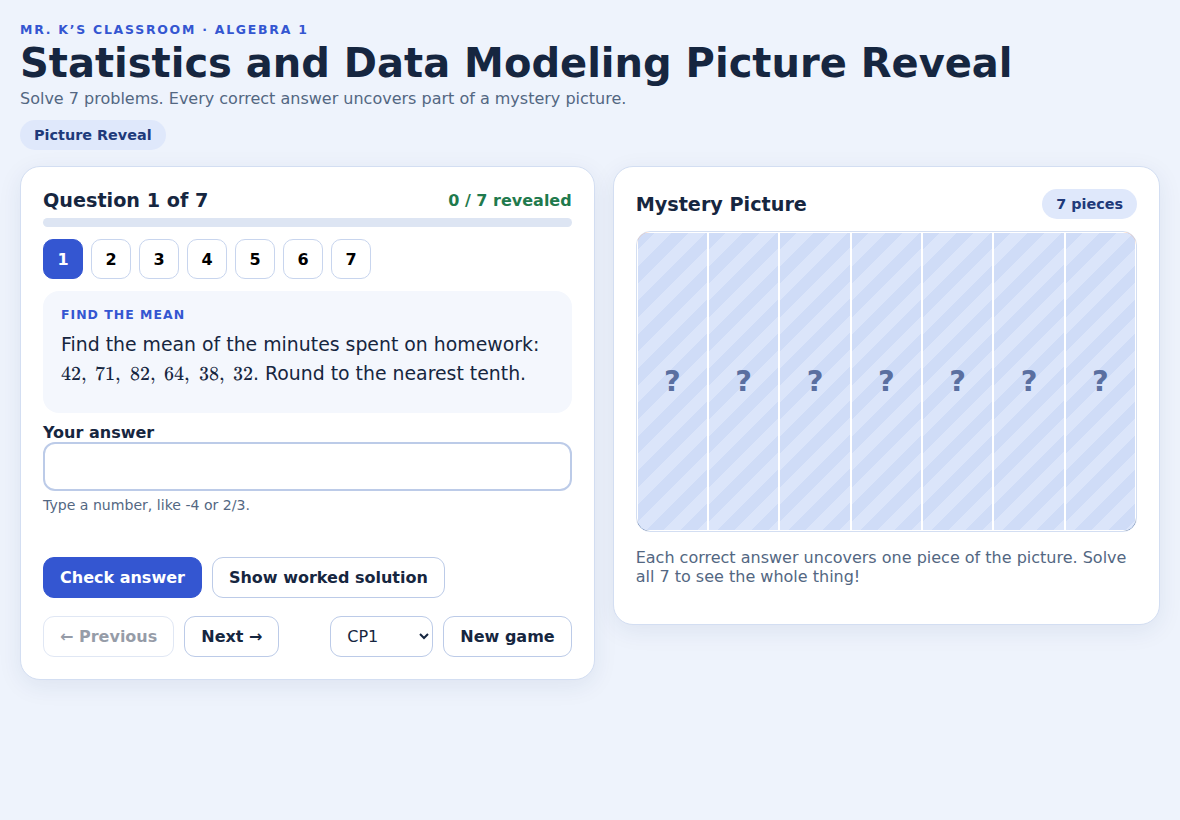 MR. K’S CLASSROOM · ALGEBRA 1
Statistics and Data Modeling Picture Reveal
Solve 7 problems. Every correct answer uncovers part of a mystery picture.
Picture Reveal
Question 1 of 7
0 / 7 revealed
1 2 3 4 5 6 7
FIND THE MEAN
Find the mean of the minutes spent on homework:
42, 71, 82, 64, 38, 32. Round to the nearest tenth.
Your answer
Type a number, like -4 or 2/3.
Check answer
Show worked solution
← Previous
Next →
CP1
New game
Mystery Picture
7 pieces
? ? ? ? ? ? ?
Each correct answer uncovers one piece of the picture. Solve
all 7 to see the whole thing!